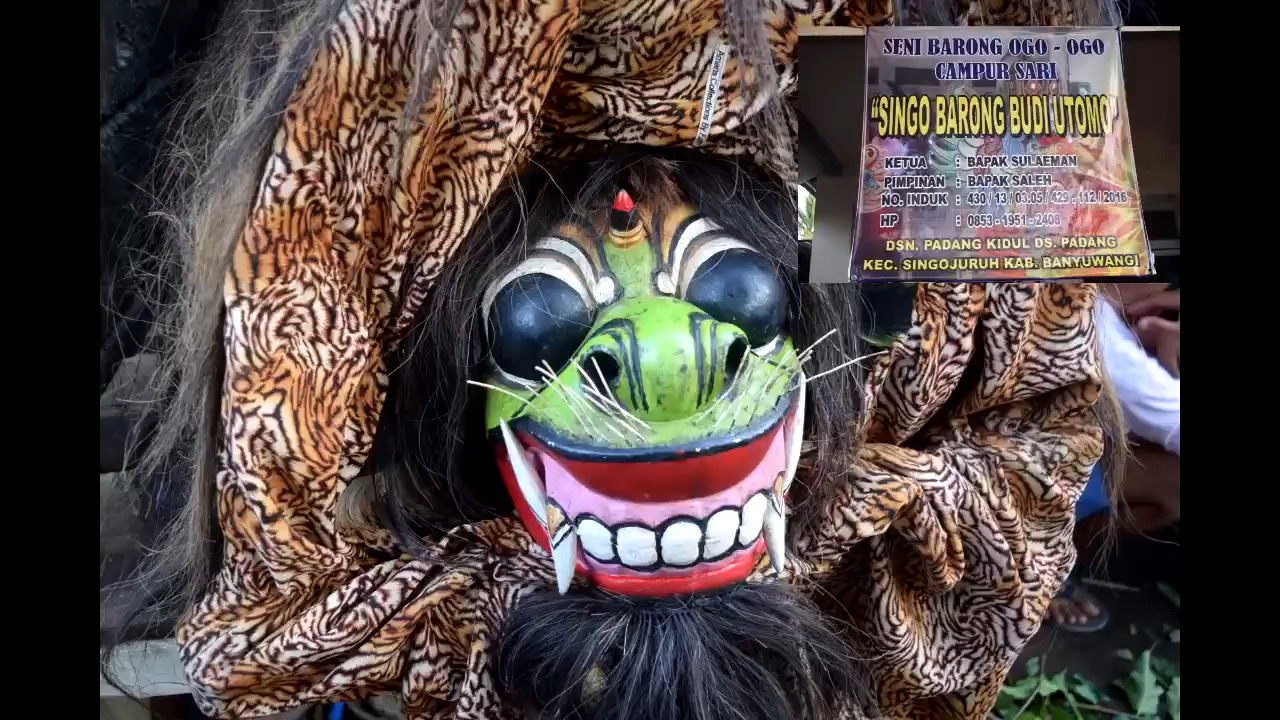 SENI BARONG OGO - OGO
CAMPUR SARI
"SINGO BARONG BUDI UTOMO"
KETUA : BAPAK SULAEMAN
PIMPINAN : BAPAK SALEH
NO. INDUK : 430 / 13 / 03.05 / 429 . 112 / 2016
HP : 0853 - 1951 - 2408
DSN. PADANG KIDUL DS. PADANG
KEC. SINGOJURUH KAB. BANYUWANGI
Collections By